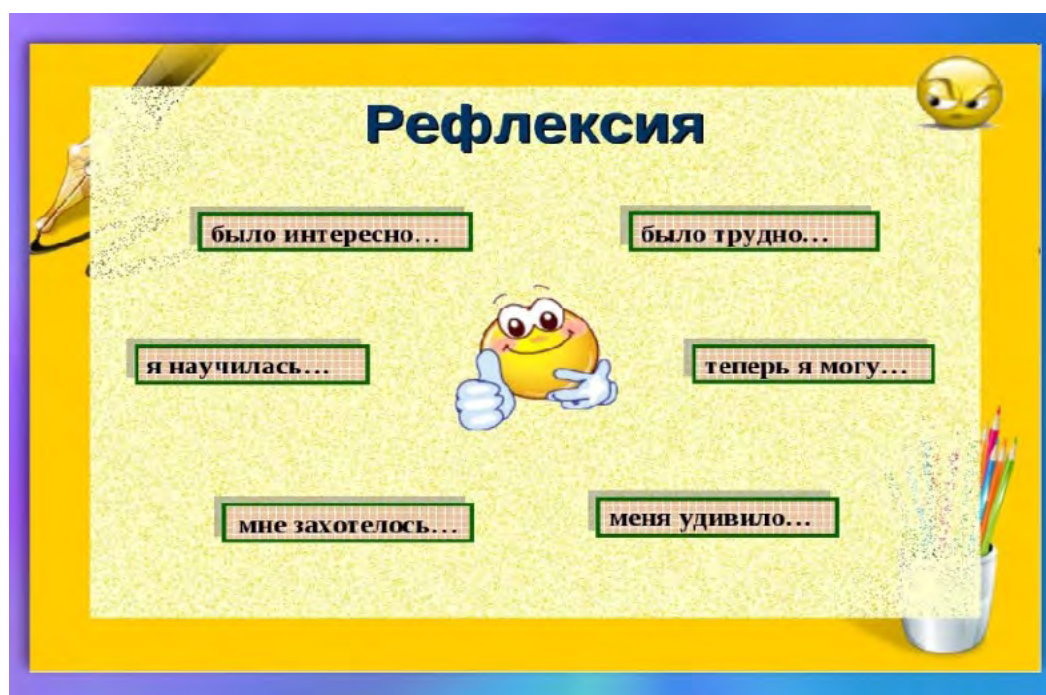 Рефлексия
было интересно...
было трудно...
я научилась...
теперь я могу...
мне захотелось...
меня удивило...